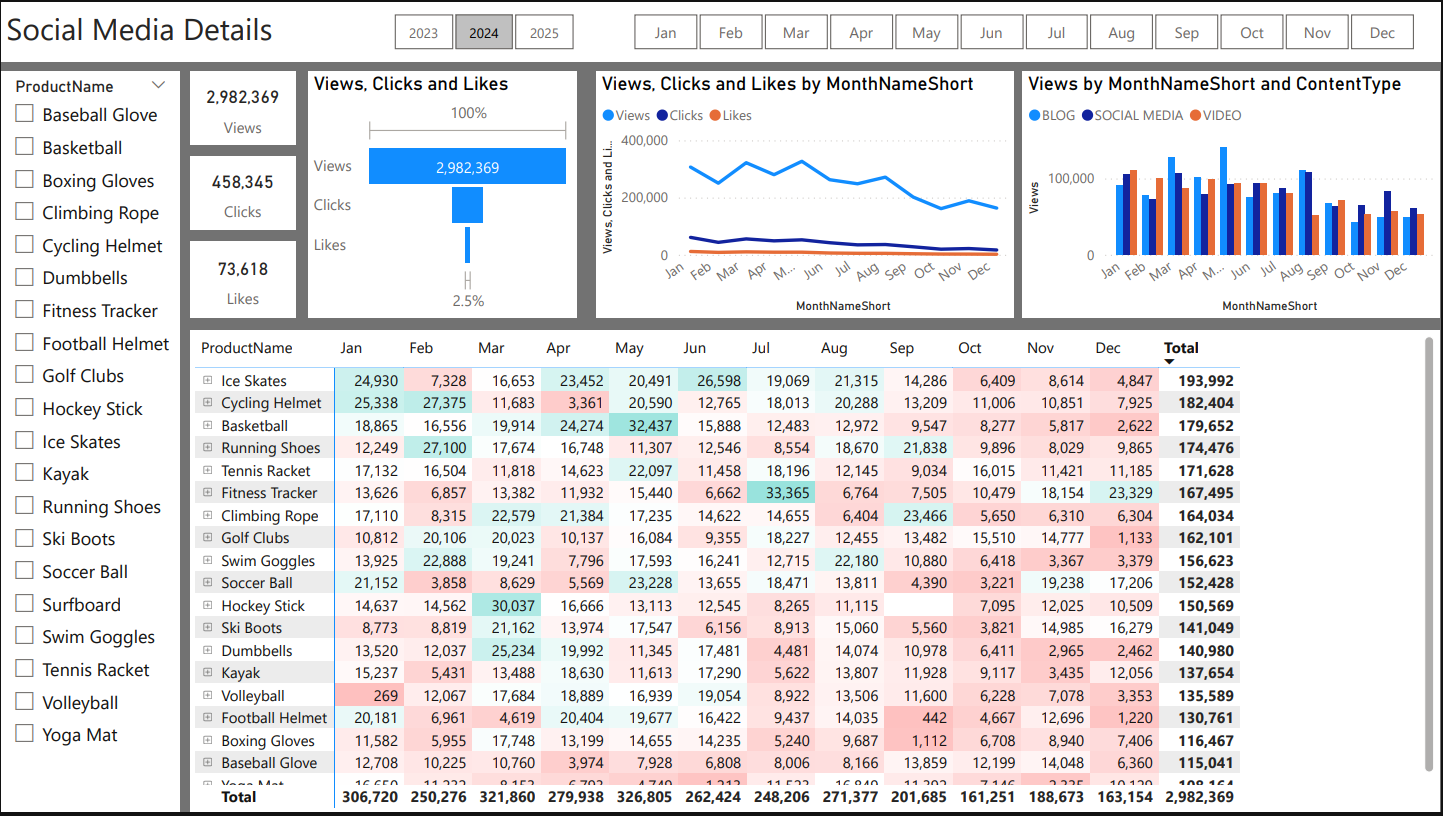 Social Media Details
2023 2024 2025
Jan Feb Mar Apr May Jun Jul Aug Sep Oct Nov Dec
ProductName
Baseball Glove
Basketball
Boxing Gloves
Climbing Rope
Cycling Helmet
Dumbbells
Fitness Tracker
Football Helmet
Golf Clubs
Hockey Stick
Ice Skates
Kayak
Running Shoes
Ski Boots
Soccer Ball
Surfboard
Swim Goggles
Tennis Racket
Volleyball
Yoga Mat
2,982,369
Views
458,345
Clicks
73,618
Likes
Views, Clicks and Likes
100%
Views 2,982,369
Clicks
Likes
2.5%
Views, Clicks and Likes by MonthNameShort
Views Clicks Likes
Views, Clicks and Li...
400,000
200,000
0
Jan Feb Mar Apr M... Jun Jul Aug Sep Oct Nov Dec
MonthNameShort
Views by MonthNameShort and ContentType
BLOG SOCIAL MEDIA VIDEO
Views
100,000
0
Jan Feb Mar Apr M... Jun Jul Aug Sep Oct Nov Dec
MonthNameShort
ProductName Jan Feb Mar Apr May Jun Jul Aug Sep Oct Nov Dec Total
Ice Skates 24,930 7,328 16,653 23,452 20,491 26,598 19,069 21,315 14,286 6,409 8,614 4,847 193,992
Cycling Helmet 25,338 27,375 11,683 3,361 20,590 12,765 18,013 20,288 13,209 11,006 10,851 7,925 182,404
Basketball 18,865 16,556 19,914 24,274 32,437 15,888 12,483 12,972 9,547 8,277 5,817 2,622 179,652
Running Shoes 12,249 27,100 17,674 16,748 11,307 12,546 8,554 18,670 21,838 9,896 8,029 9,865 174,476
Tennis Racket 17,132 16,504 11,818 14,623 22,097 11,458 18,196 12,145 9,034 16,015 11,421 11,185 171,628
Fitness Tracker 13,626 6,857 13,382 11,932 15,440 6,662 33,365 6,764 7,505 10,479 18,154 23,329 167,495
Climbing Rope 17,110 8,315 22,579 21,384 17,235 14,622 14,655 6,404 23,466 5,650 6,310 6,304 164,034
Golf Clubs 10,812 20,106 20,023 10,137 16,084 9,355 18,227 12,455 13,482 15,510 14,777 1,133 162,101
Swim Goggles 13,925 22,888 19,241 7,796 17,593 16,241 12,715 22,180 10,880 6,418 3,367 3,379 156,623
Soccer Ball 21,152 3,858 8,629 5,569 23,228 13,655 18,471 13,811 4,390 3,221 19,238 17,206 152,428
Hockey Stick 14,637 14,562 30,037 16,666 13,113 12,545 8,265 11,115 7,095 12,025 10,509 150,569
Ski Boots 8,773 8,819 21,162 13,974 17,547 6,156 8,913 15,060 5,560 3,821 14,985 16,279 141,049
Dumbbells 13,520 12,037 25,234 19,992 11,345 17,481 4,481 14,074 10,978 6,411 2,965 2,462 140,980
Kayak 15,237 5,431 13,488 18,630 11,613 17,290 5,622 13,807 11,928 9,117 3,435 12,056 137,654
Volleyball 269 12,067 17,684 18,889 16,939 19,054 8,922 13,506 11,600 6,228 7,078 3,353 135,589
Football Helmet 20,181 6,961 4,619 20,404 19,677 16,422 9,437 14,035 442 4,667 12,696 1,220 130,761
Boxing Gloves 11,582 5,955 17,748 13,199 14,655 14,235 5,240 9,687 1,112 6,708 8,940 7,406 116,467
Baseball Glove 12,708 10,225 10,760 3,974 7,928 6,808 8,006 8,166 13,859 12,199 14,048 6,360 115,041
Total 306,720 250,276 321,860 279,938 326,805 262,424 248,206 271,377 201,685 161,251 188,673 163,154 2,982,369